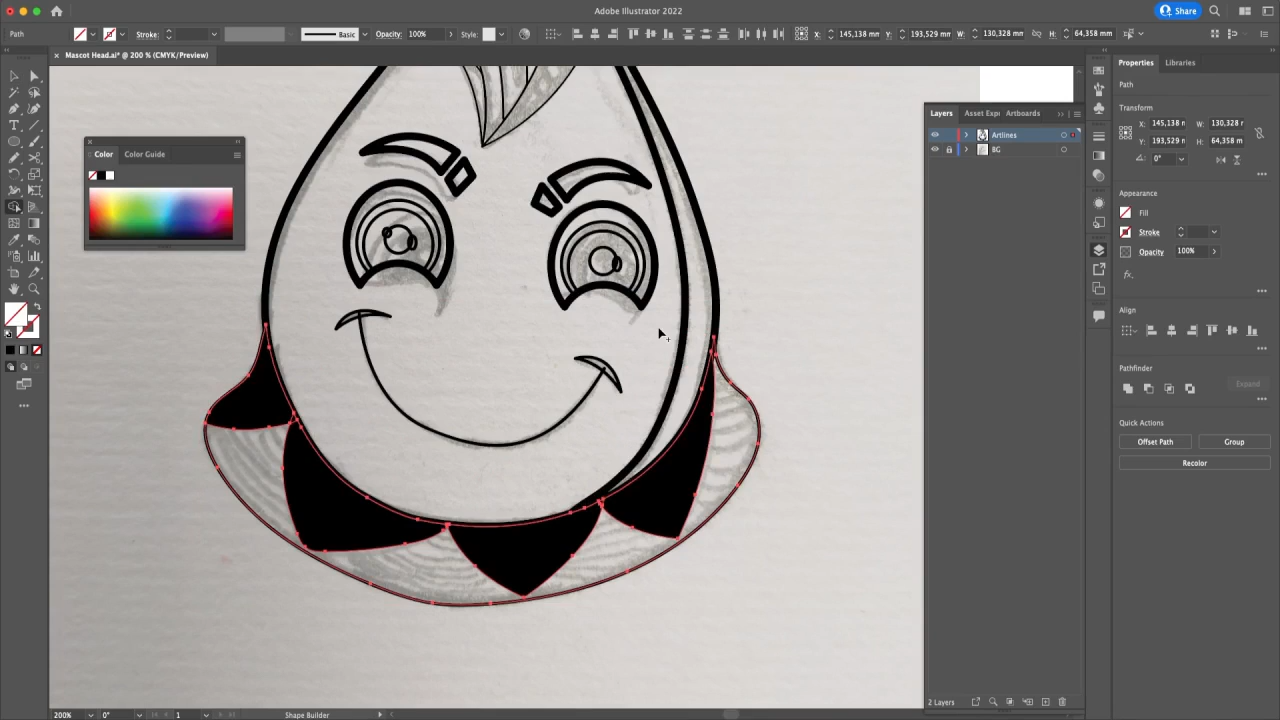 Adobe Illustrator 2022
Share
Path
Stroke:
Basic
Opacity:
100%
Style:
X:
145,138 mm
Y:
193,529 mm
W:
130,328 mm
H:
64,358 mm
Mascot Head.ai* @ 200 % (CMYK/Preview)
Color
Color Guide
Layers
Asset Exp
Artboards
Artlines
BG
2 Layers
Properties
Libraries
Path
Transform
X:
145,138 r
W:
130,328 r
Y:
193,529 r
H:
64,358 m
0°
Appearance
Fill
Stroke
Opacity
100%
fx
Align
Pathfinder
Expand
Quick Actions
Offset Path
Group
Recolor
200%
0°
1
Shape Builder